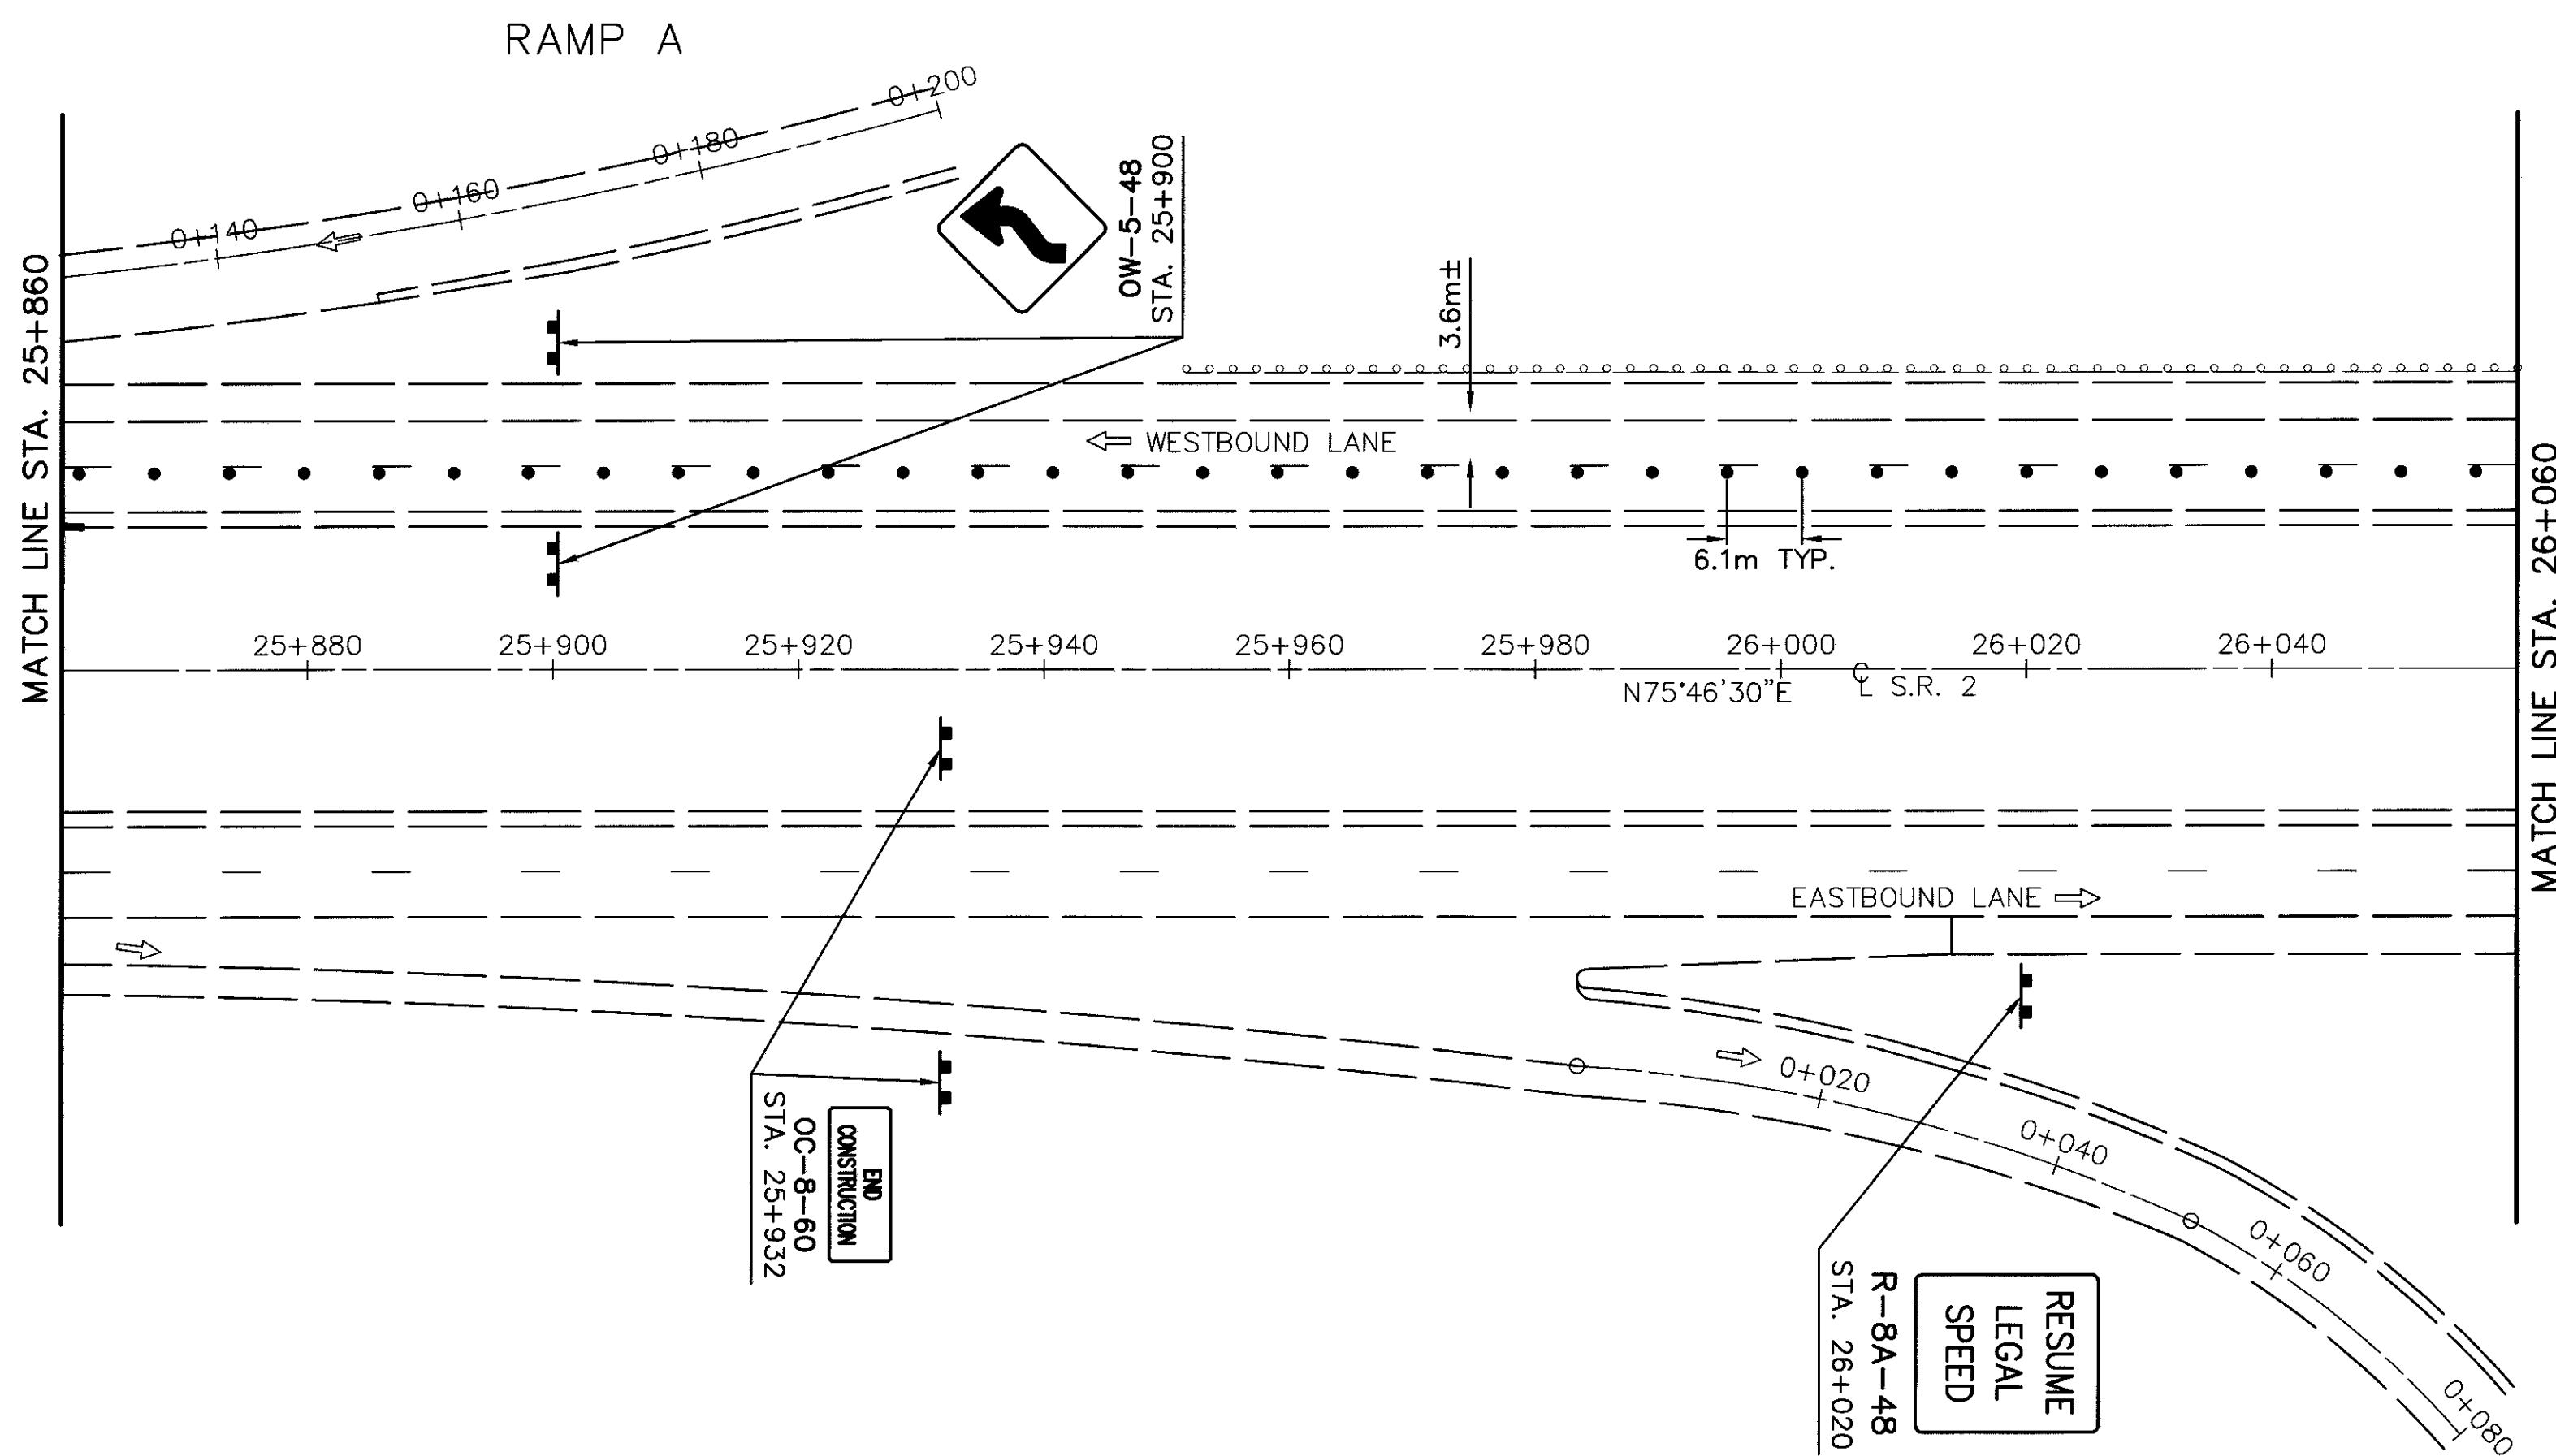 RAMP A
0+200
0+180
0+160
0+140
OW-5-48
STA. 25+900
3.6m±
MATCH LINE STA. 25+860
WESTBOUND LANE
6.1m TYP.
MATCH LINE STA. 26+060
25+880
25+900
25+920
25+940
25+960
25+980
26+000
26+020
26+040
N75°46'30"E
℄ S.R. 2
EASTBOUND LANE
0+020
0+040
0+060
0+080
END
CONSTRUCTION
OC-8-60
STA. 25+932
RESUME
LEGAL
SPEED
R-8A-48
STA. 26+020